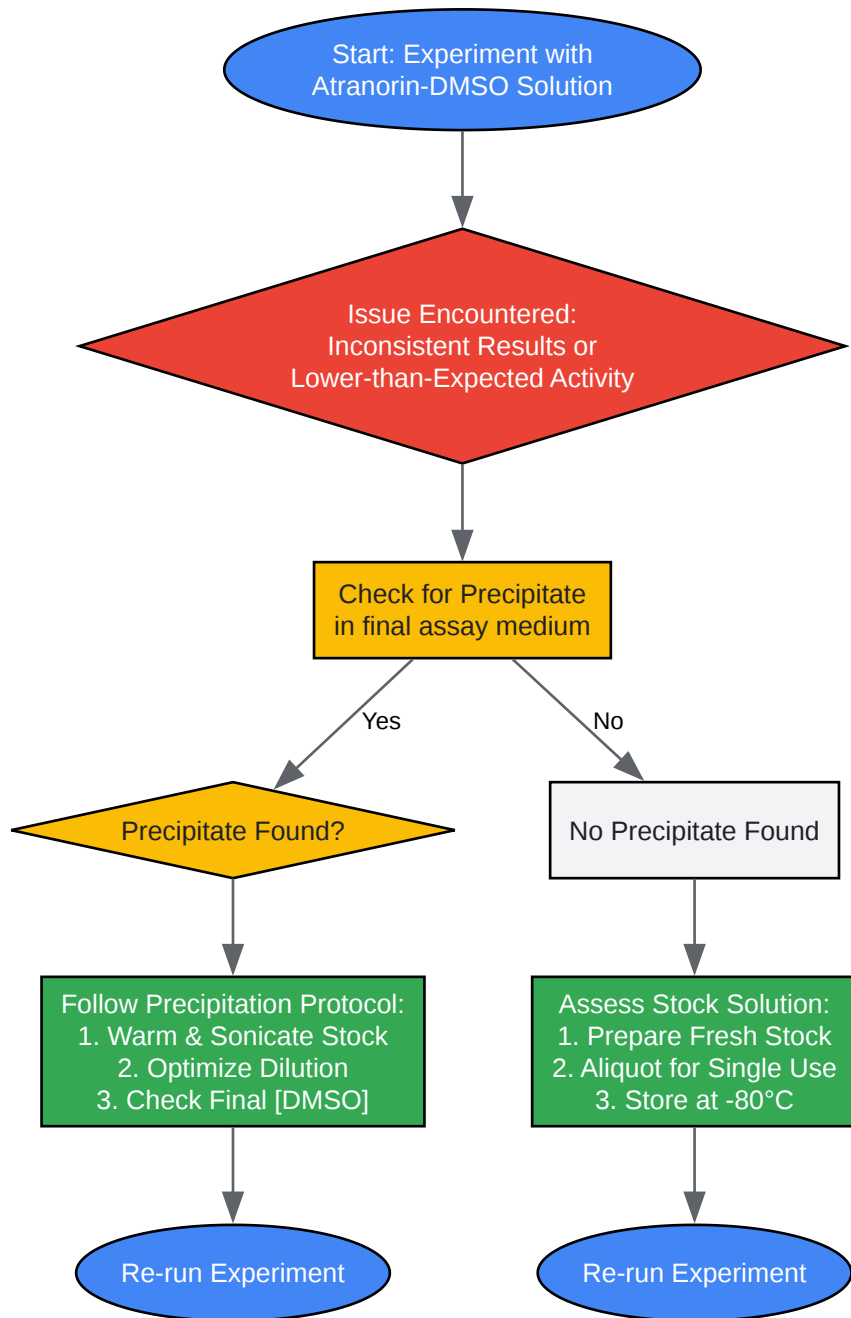 Start: Experiment with
Atranorin-DMSO Solution
Issue Encountered:
Inconsistent Results or
Lower-than-Expected Activity
Check for Precipitate
in final assay medium
Yes
No
Precipitate Found?
No Precipitate Found
Follow Precipitation Protocol:
1. Warm & Sonicate Stock
2. Optimize Dilution
3. Check Final [DMSO]
Assess Stock Solution:
1. Prepare Fresh Stock
2. Aliquot for Single Use
3. Store at -80°C
Re-run Experiment
Re-run Experiment